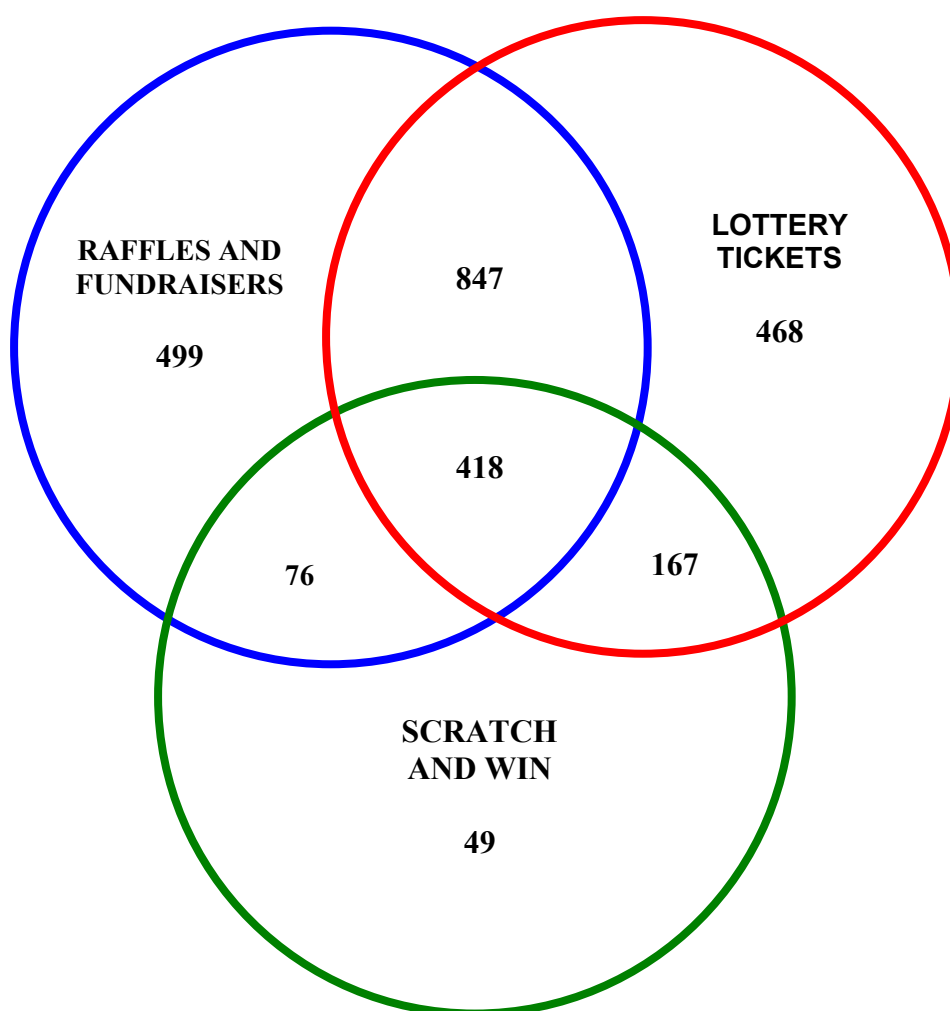 RAFFLES AND
FUNDRAISERS
499
847
LOTTERY
TICKETS
468
418
76
167
SCRATCH
AND WIN
49